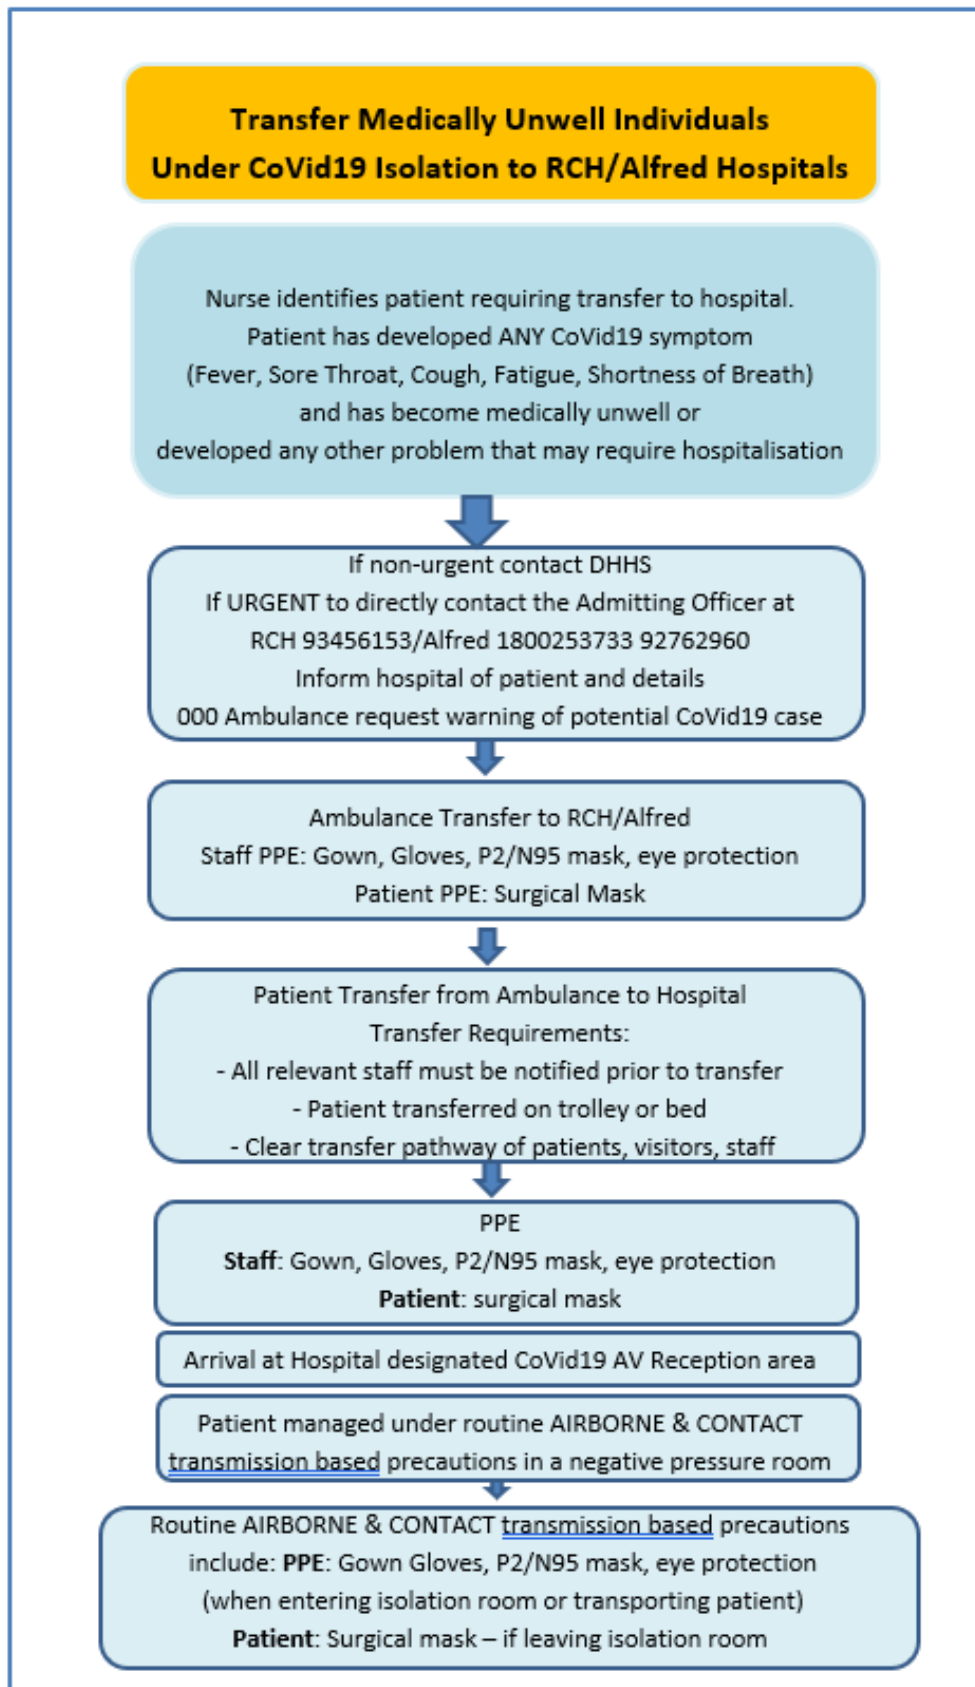 Transfer Medically Unwell Individuals
Under CoVid19 Isolation to RCH/Alfred Hospitals
Nurse identifies patient requiring transfer to hospital.
Patient has developed ANY CoVid19 symptom
(Fever, Sore Throat, Cough, Fatigue, Shortness of Breath)
and has become medically unwell or
developed any other problem that may require hospitalisation
If non-urgent contact DHHS
If URGENT to directly contact the Admitting Officer at
RCH 93456153/Alfred 1800253733 92762960
Inform hospital of patient and details
000 Ambulance request warning of potential CoVid19 case
Ambulance Transfer to RCH/Alfred
Staff PPE: Gown, Gloves, P2/N95 mask, eye protection
Patient PPE: Surgical Mask
Patient Transfer from Ambulance to Hospital
Transfer Requirements:
- All relevant staff must be notified prior to transfer
- Patient transferred on trolley or bed
- Clear transfer pathway of patients, visitors, staff
PPE
Staff: Gown, Gloves, P2/N95 mask, eye protection
Patient: surgical mask
Arrival at Hospital designated CoVid19 AV Reception area
Patient managed under routine AIRBORNE & CONTACT
transmission based precautions in a negative pressure room
Routine AIRBORNE & CONTACT transmission based precautions
include: PPE: Gown Gloves, P2/N95 mask, eye protection
(when entering isolation room or transporting patient)
Patient: Surgical mask – if leaving isolation room